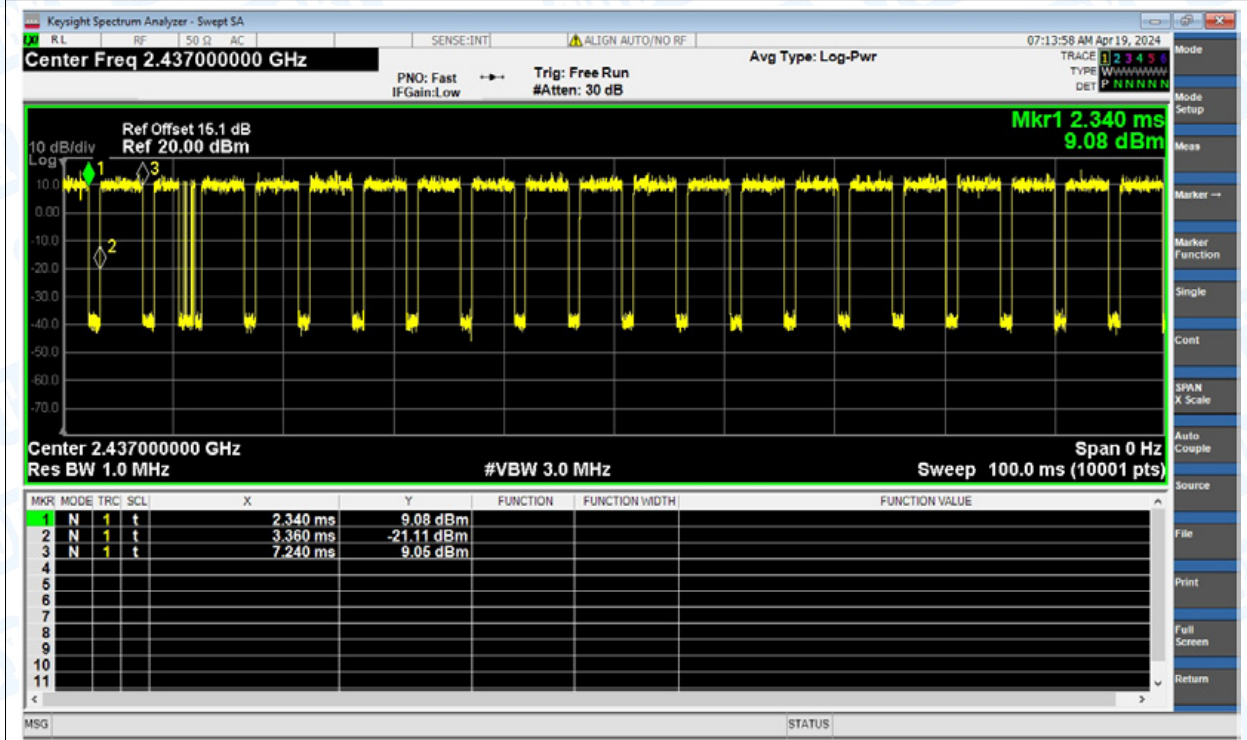 Keysight Spectrum Analyzer - Swept SA
RL RF 50 Ω AC SENSE:INT ALIGN AUTO/NO RF 07:13:58 AM Apr 19, 2024
Center Freq 2.437000000 GHz
PNO: Fast
IFGain:Low
Trig: Free Run
#Atten: 30 dB
Avg Type: Log-Pwr
TRACE 1 2 3 4 5 6
TYPE W
DET P N N N N N
Mkr1 2.340 ms
9.08 dBm
Ref Offset 15.1 dB
10 dB/div Ref 20.00 dBm
Log
10.0
0.00
-10.0
-20.0
-30.0
-40.0
-50.0
-60.0
-70.0
1
2
3
Center 2.437000000 GHz Span 0 Hz
Res BW 1.0 MHz #VBW 3.0 MHz Sweep 100.0 ms (10001 pts)
MKR MODE TRC SCL X Y FUNCTION FUNCTION WIDTH FUNCTION VALUE
1 N 1 t 2.340 ms 9.08 dBm
2 N 1 t 3.360 ms -21.11 dBm
3 N 1 t 7.240 ms 9.05 dBm
4
5
6
7
8
9
10
11
MSG STATUS
Mode
Mode
Setup
Meas
Marker →
Marker
Function
Single
Cont
SPAN
X Scale
Auto
Couple
Source
File
Print
Full
Screen
Return